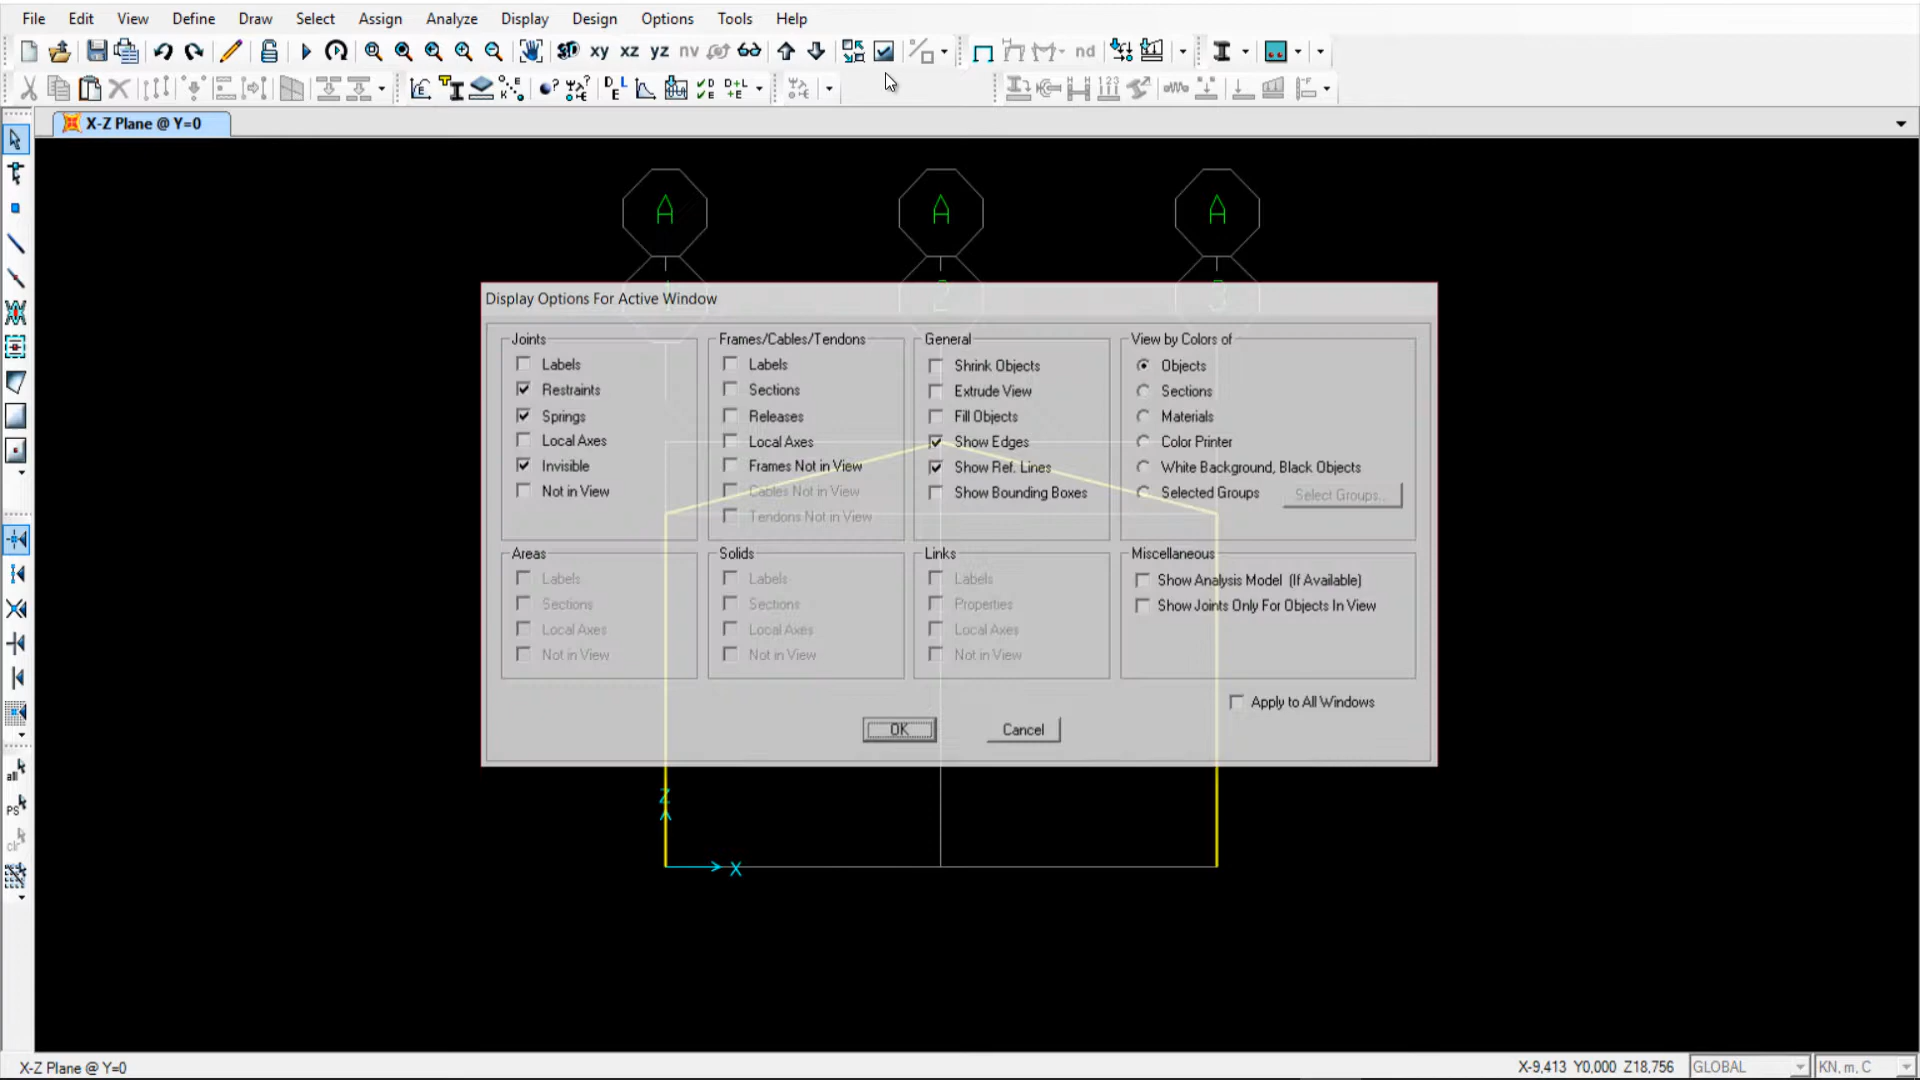 File Edit View Define Draw Select Assign Analyze Display Design Options Tools Help
3D xy xz yz nv nd
X-Z Plane @ Y=0
A A A
2 3
Display Options For Active Window
Joints
Labels
Restraints
Springs
Local Axes
Invisible
Not in View
Frames/Cables/Tendons
Labels
Sections
Releases
Local Axes
Frames Not in View
Cables Not in View
Tendons Not in View
General
Shrink Objects
Extrude View
Fill Objects
Show Edges
Show Ref. Lines
Show Bounding Boxes
View by Colors of
Objects
Sections
Materials
Color Printer
White Background, Black Objects
Selected Groups Select Groups...
Areas
Labels
Sections
Local Axes
Not in View
Solids
Labels
Sections
Local Axes
Not in View
Links
Labels
Properties
Local Axes
Not in View
Miscellaneous
Show Analysis Model (If Available)
Show Joints Only For Objects In View
Apply to All Windows
OK Cancel
Z
X
all
PS
clr
X-Z Plane @ Y=0
X-9,413 Y0,000 Z18,756 GLOBAL KN, m, C